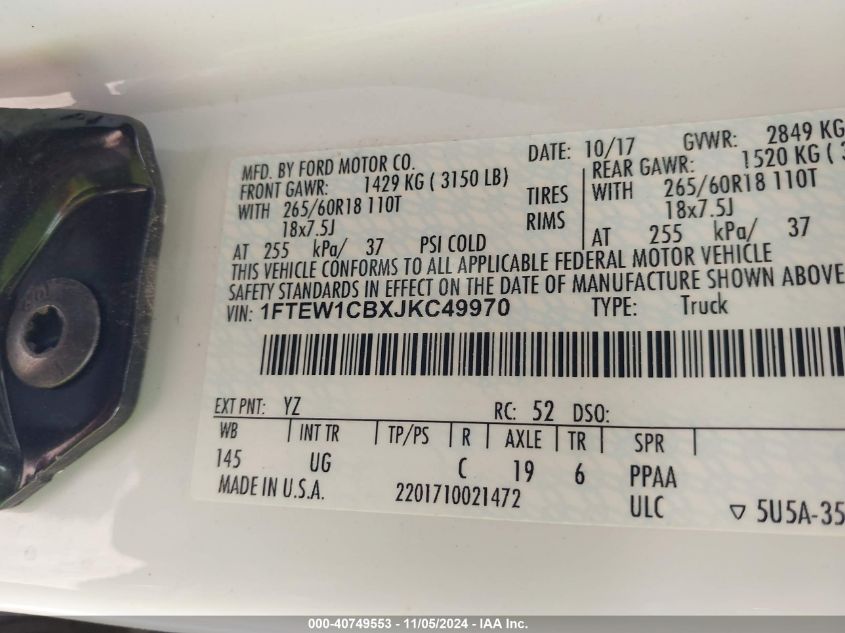 MFD. BY FORD MOTOR CO. DATE: 10/17 GVWR: 2849 KG
FRONT GAWR: 1429 KG ( 3150 LB) REAR GAWR: 1520 KG ( 3
WITH 265/60R18 110T TIRES WITH 265/60R18 110T
18x7.5J RIMS 18x7.5J
AT 255 kPa/ 37 PSI COLD AT 255 kPa/ 37
THIS VEHICLE CONFORMS TO ALL APPLICABLE FEDERAL MOTOR VEHICLE
SAFETY STANDARDS IN EFFECT ON THE DATE OF MANUFACTURE SHOWN ABOVE
VIN: 1FTEW1CBXJKC49970 TYPE: Truck
EXT PNT: YZ RC: 52 DSO:
WB INT TR TP/PS R AXLE TR SPR
145 UG C 19 6 PPAA
MADE IN U.S.A. 2201710021472 ULC ▽ 5U5A-35
000-40749553 — 11/05/2024 — IAA Inc.